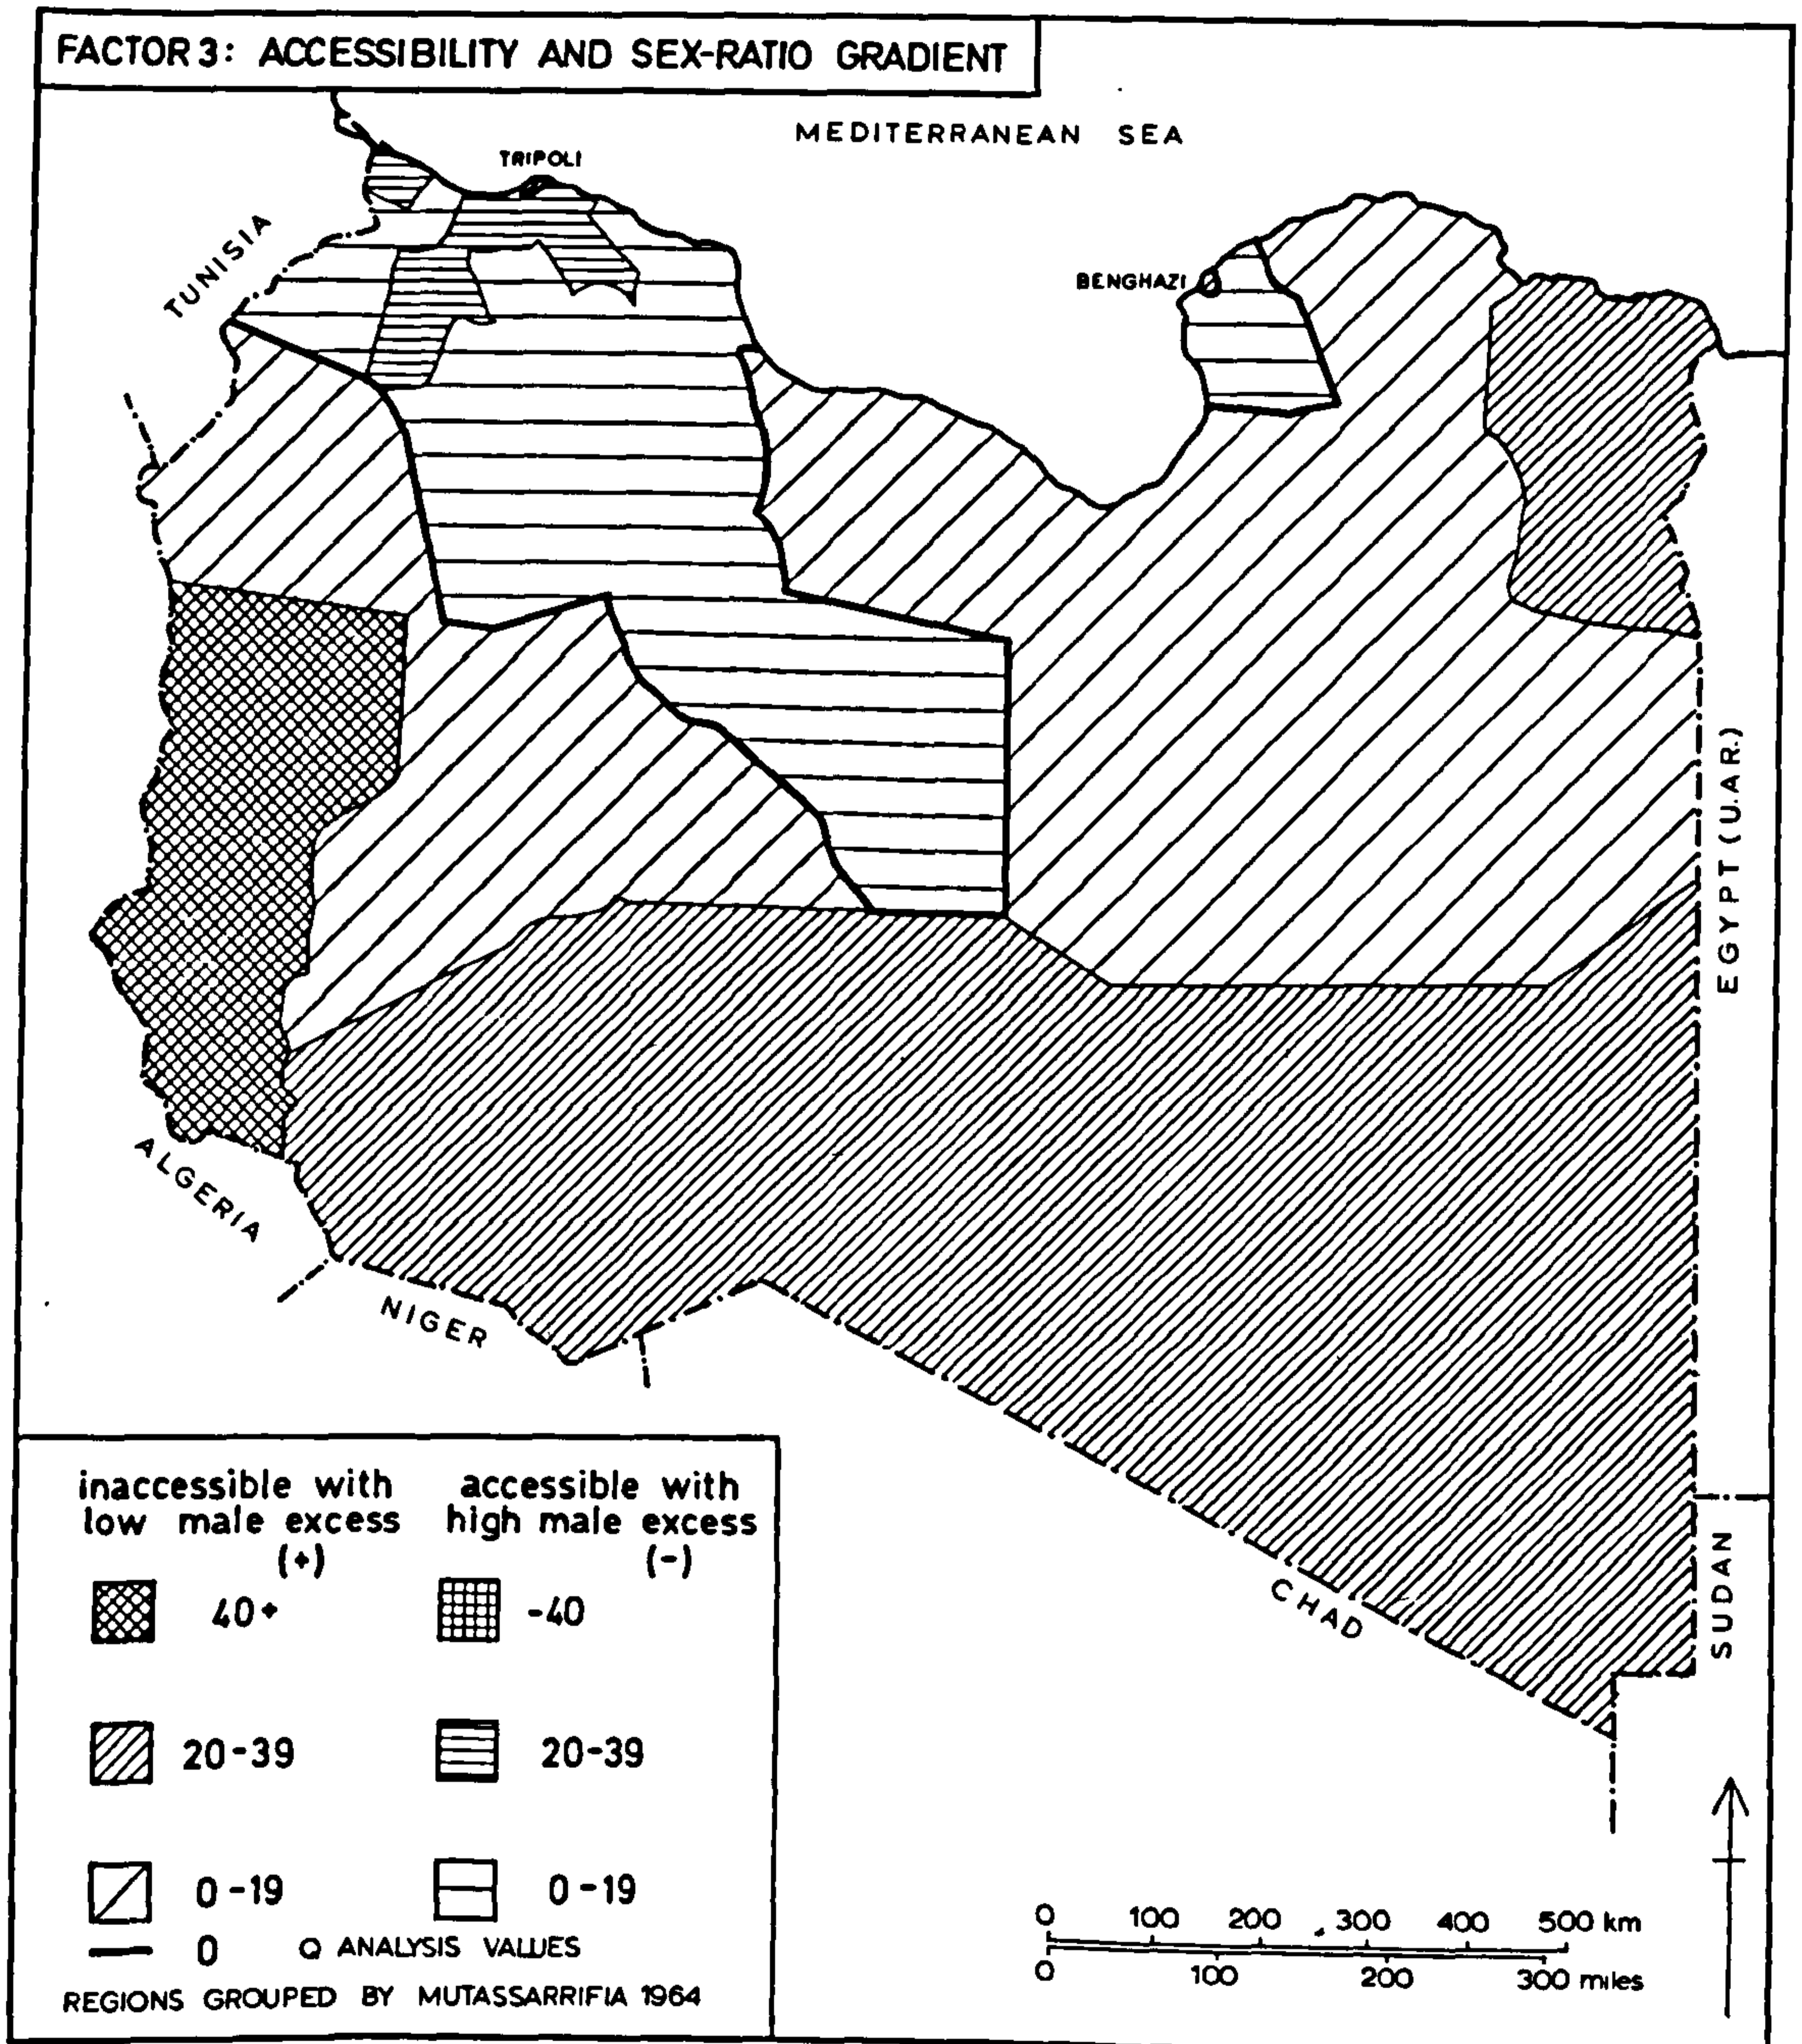 FACTOR 3: ACCESSIBILITY AND SEX-RATIO GRADIENT
MEDITERRANEAN SEA
TRIPOLI
TUNISIA
BENGHAZI
EGYPT (U.A.R.)
ALGERIA
NIGER
CHAD
SUDAN
inaccessible with
low male excess
(+)
accessible with
high male excess
(-)
40+
-40
20-39
20-39
0-19
0-19
0 Q ANALYSIS VALUES
REGIONS GROUPED BY MUTASSARRIFIA 1964
0 100 200 300 400 500 km
0 100 200 300 miles